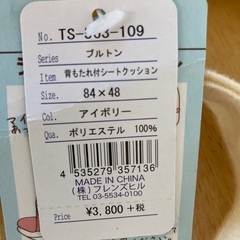 No. TS-503-109
Series ブルトン
Item 背もたれ付シートクッション
Size: 84×48
Col. アイボリー
Qua. ポリエステル 100%
4 535279 357136
MADE IN CHINA
(株)フレンズヒル
TEL 03-5534-0100
Price ¥3,800 +税